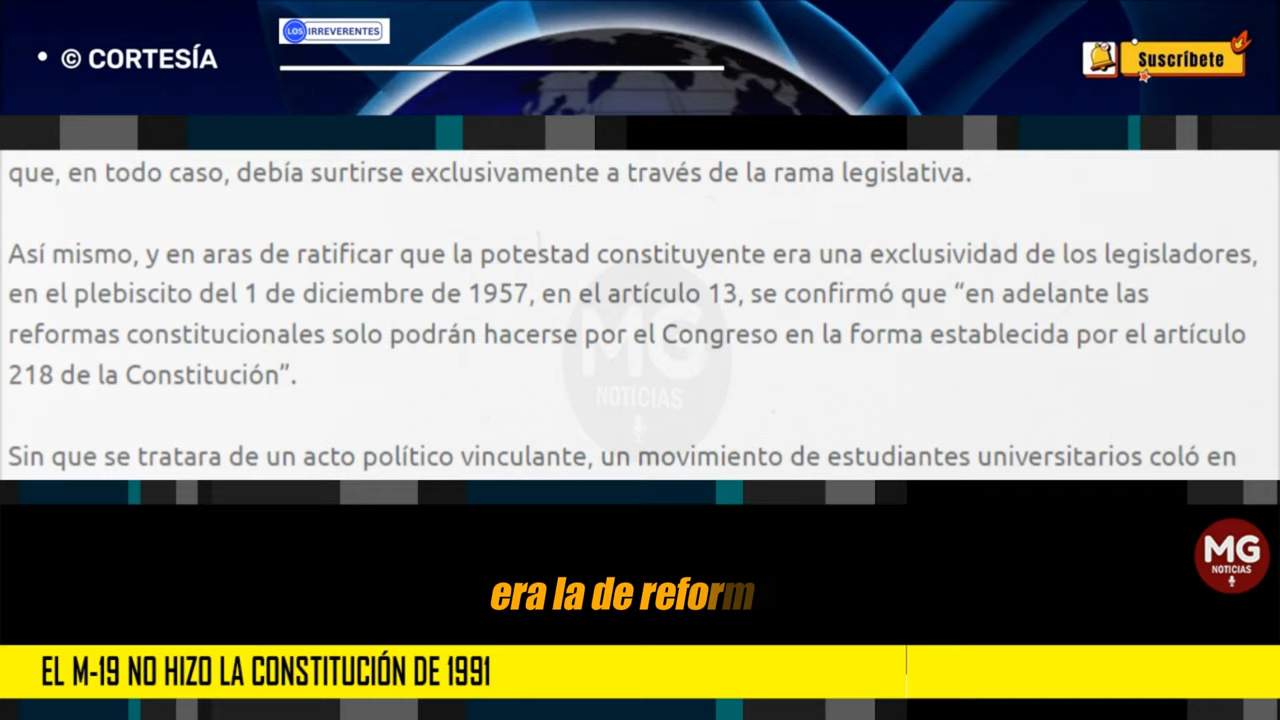 • © CORTESÍA
LOS IRREVERENTES
Suscríbete
que, en todo caso, debía surtirse exclusivamente a través de la rama legislativa.
Así mismo, y en aras de ratificar que la potestad constituyente era una exclusividad de los legisladores,
en el plebiscito del 1 de diciembre de 1957, en el artículo 13, se confirmó que “en adelante las
reformas constitucionales solo podrán hacerse por el Congreso en la forma establecida por el artículo
218 de la Constitución”.
Sin que se tratara de un acto político vinculante, un movimiento de estudiantes universitarios coló en
MG
NOTICIAS
MG
NOTICIAS
era la de reform
EL M-19 NO HIZO LA CONSTITUCIÓN DE 1991